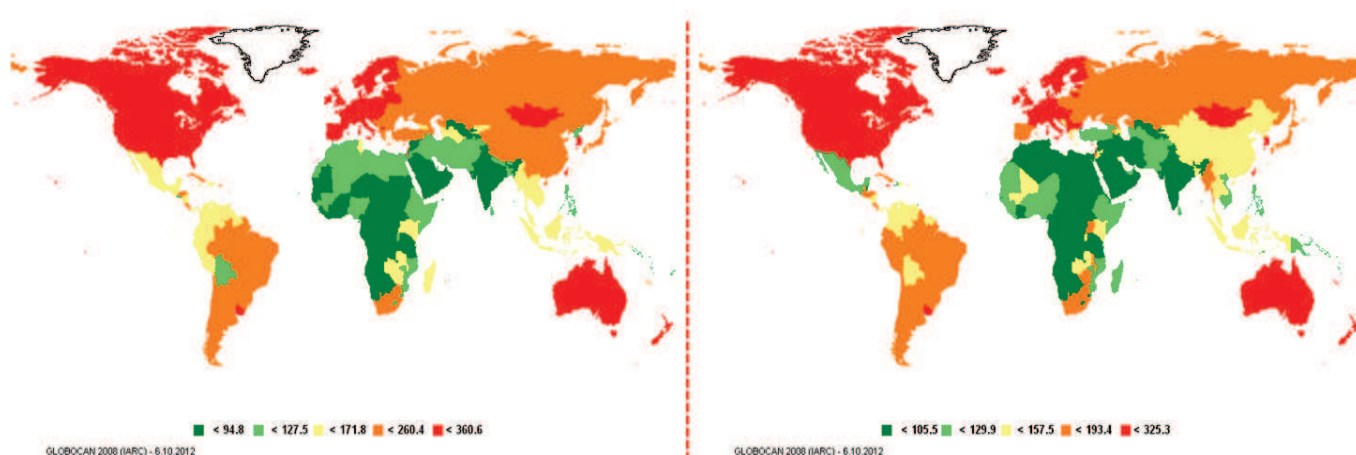 < 94.8 < 127.5 < 171.8 < 260.4 < 360.6
GLOBOCAN 2008 (IARC) - 6.10.2012
< 105.5 < 129.9 < 157.5 < 193.4 < 325.3
GLOBOCAN 2008 (IARC) - 6.10.2012